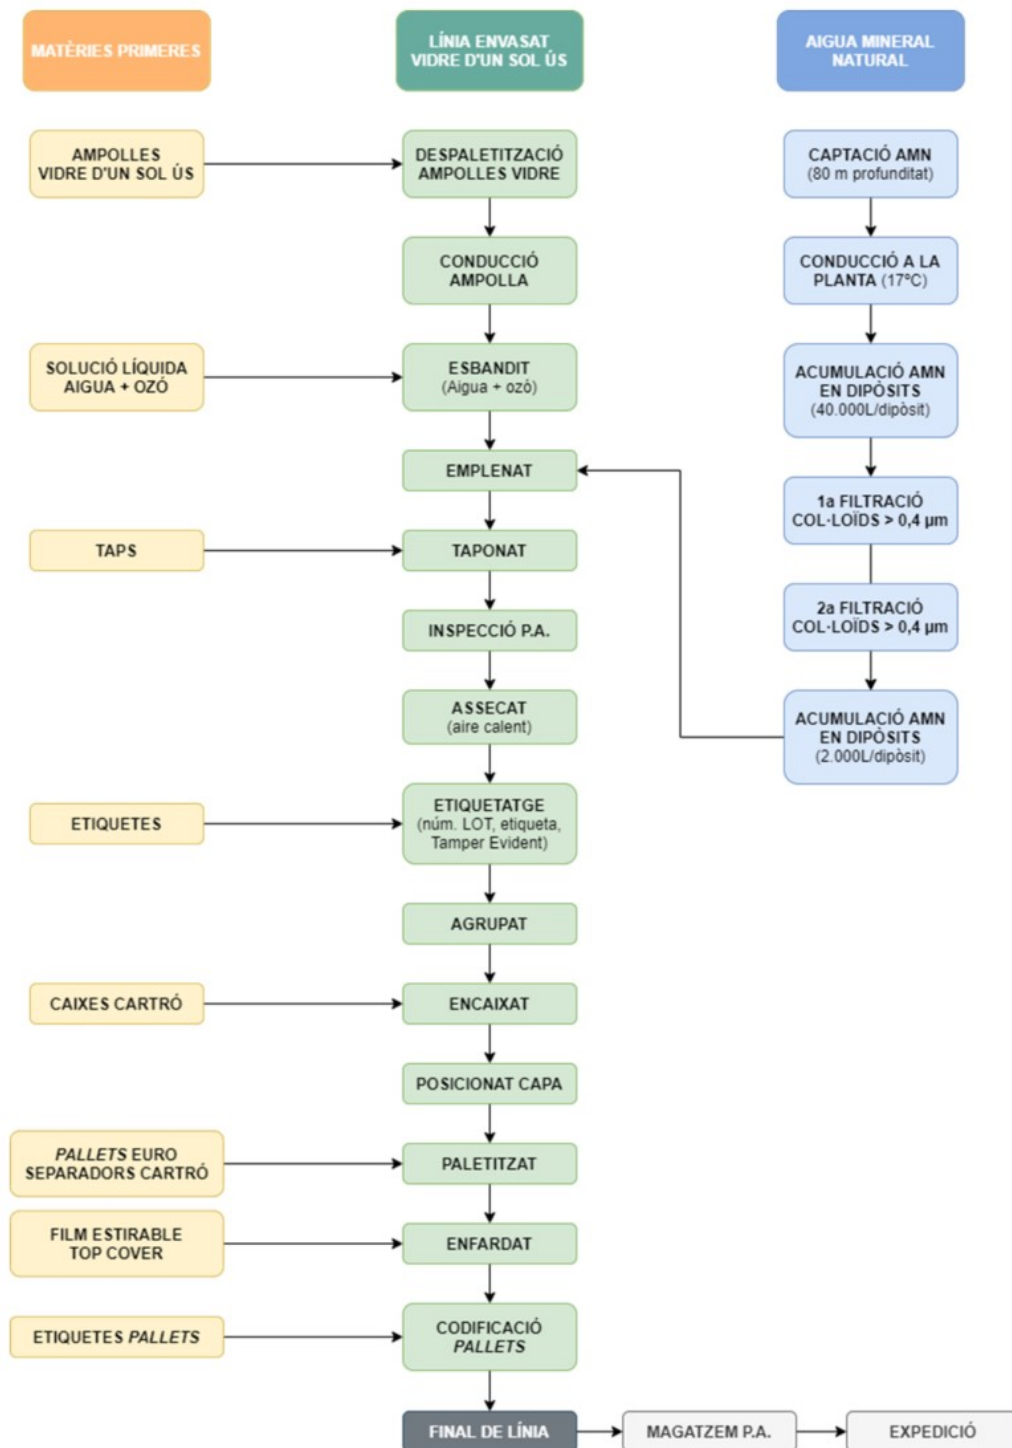 MATÈRIES PRIMERES
LÍNIA ENVASAT
VIDRE D'UN SOL ÚS
AIGUA MINERAL
NATURAL
AMPOLLES
VIDRE D'UN SOL ÚS
DESPALETITZACIÓ
AMPOLLES VIDRE
CAPTACIÓ AMN
(80 m profunditat)
CONDUCCIÓ
AMPOLLA
CONDUCCIÓ A LA
PLANTA (17ºC)
SOLUCIÓ LÍQUIDA
AIGUA + OZÓ
ESBANDIT
(Aigua + ozó)
ACUMULACIÓ AMN
EN DIPÒSITS
(40.000L/dipòsit)
EMPLENAT
1a FILTRACIÓ
COL·LOÏDS > 0,4 µm
TAPS
TAPONAT
2a FILTRACIÓ
COL·LOÏDS > 0,4 µm
INSPECCIÓ P.A.
ASSECAT
(aire calent)
ACUMULACIÓ AMN
EN DIPÒSITS
(2.000L/dipòsit)
ETIQUETES
ETIQUETATGE
(núm. LOT, etiqueta,
Tamper Evident)
AGRUPAT
CAIXES CARTRÓ
ENCAIXAT
POSICIONAT CAPA
PALLETS EURO
SEPARADORS CARTRÓ
PALETITZAT
FILM ESTIRABLE
TOP COVER
ENFARDAT
ETIQUETES PALLETS
CODIFICACIÓ
PALLETS
FINAL DE LÍNIA
MAGATZEM P.A.
EXPEDICIÓ